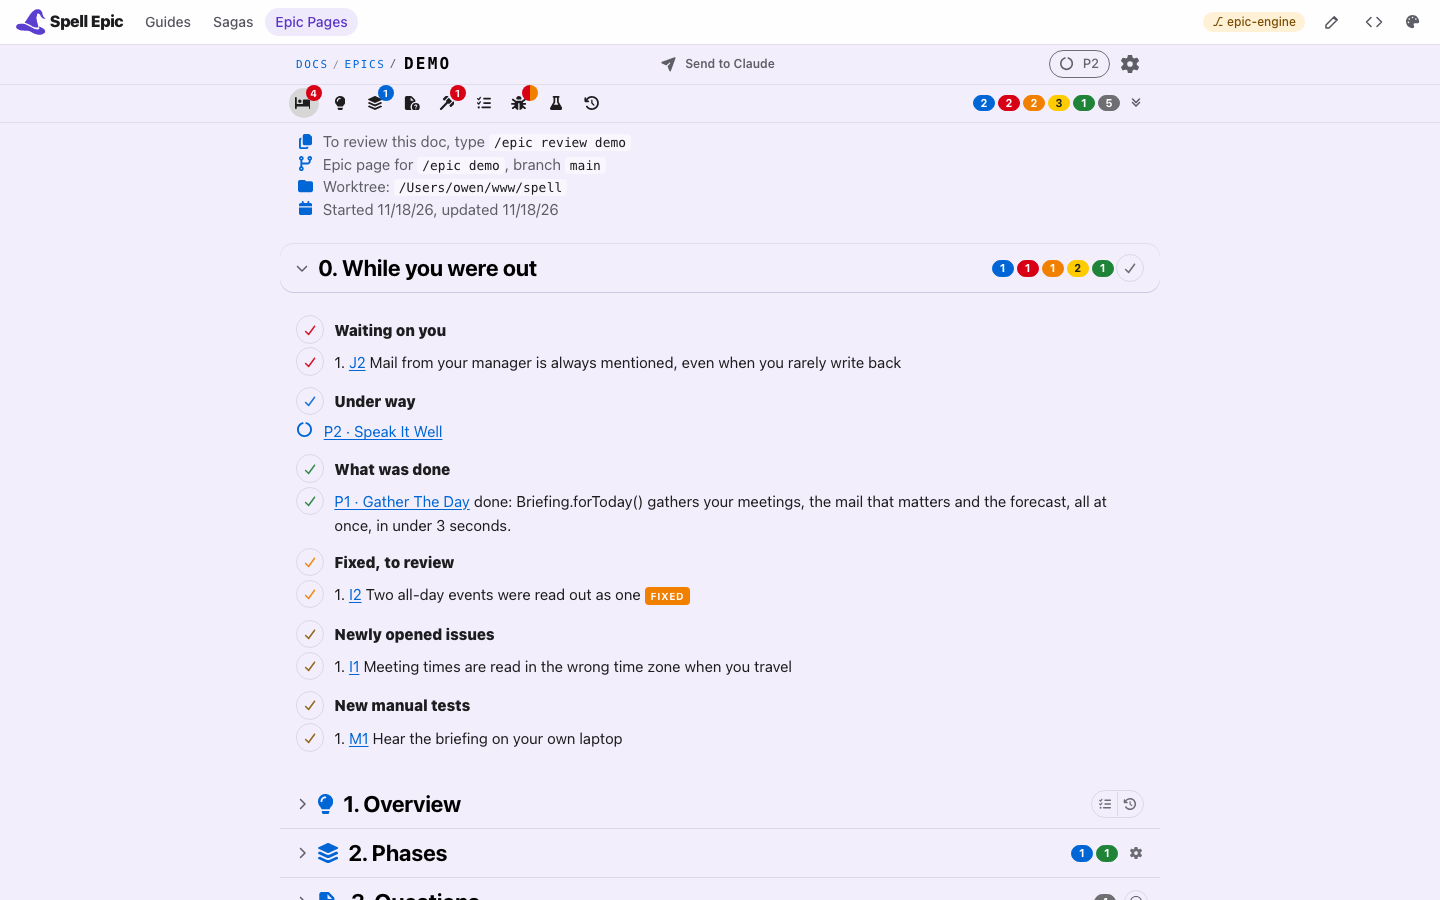 Spell Epic Guides Sagas Epic Pages epic-engine
DOCS / EPICS / DEMO Send to Claude P2
4 1 1 2 2 2 3 1 5
To review this doc, type /epic review demo
Epic page for /epic demo , branch main
Worktree: /Users/owen/www/spell
Started 11/18/26, updated 11/18/26
0. While you were out 1 1 1 2 1
Waiting on you
1. J2 Mail from your manager is always mentioned, even when you rarely write back
Under way
P2 · Speak It Well
What was done
P1 · Gather The Day done: Briefing.forToday() gathers your meetings, the mail that matters and the forecast, all at
once, in under 3 seconds.
Fixed, to review
1. I2 Two all-day events were read out as one FIXED
Newly opened issues
1. I1 Meeting times are read in the wrong time zone when you travel
New manual tests
1. M1 Hear the briefing on your own laptop
1. Overview
2. Phases 1 1
3. Questions